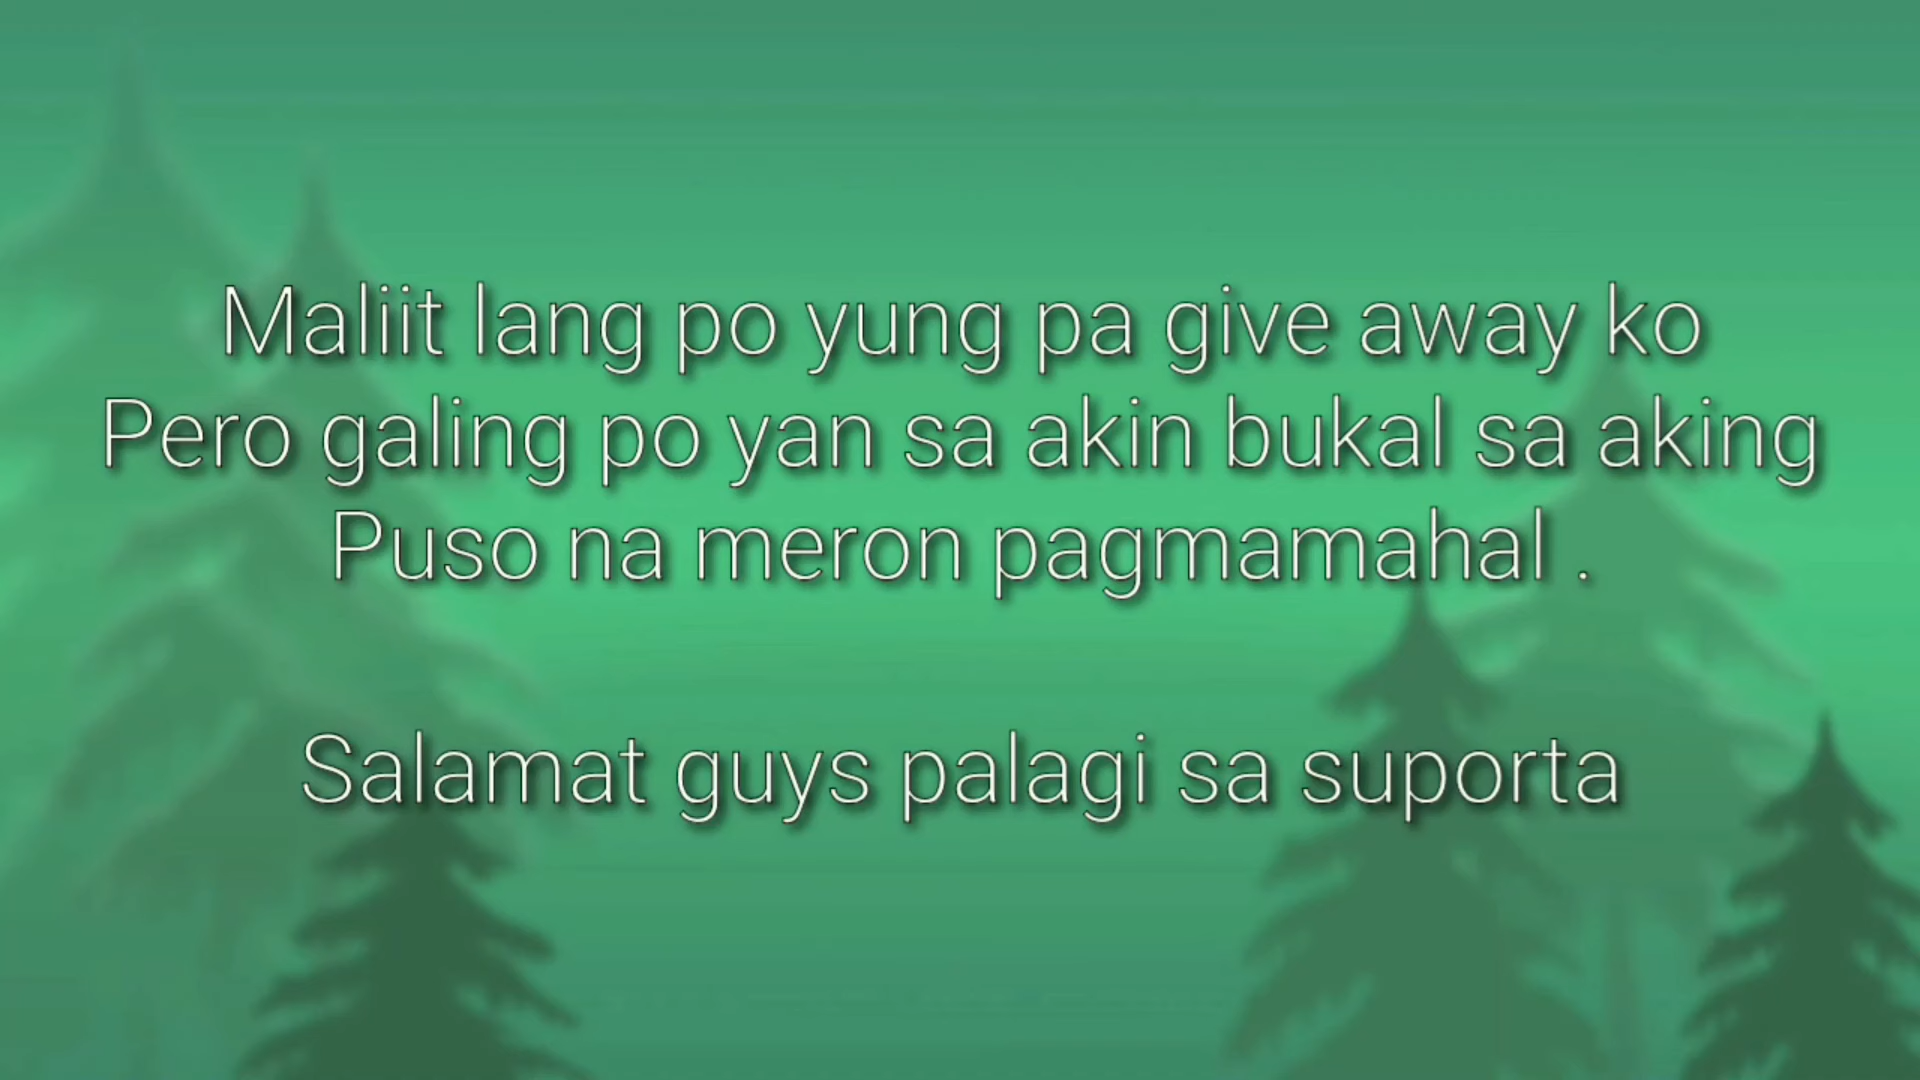 Maliit lang po yung pa give away ko
Pero galing po yan sa akin bukal sa aking
Puso na meron pagmamahal .
Salamat guys palagi sa suporta